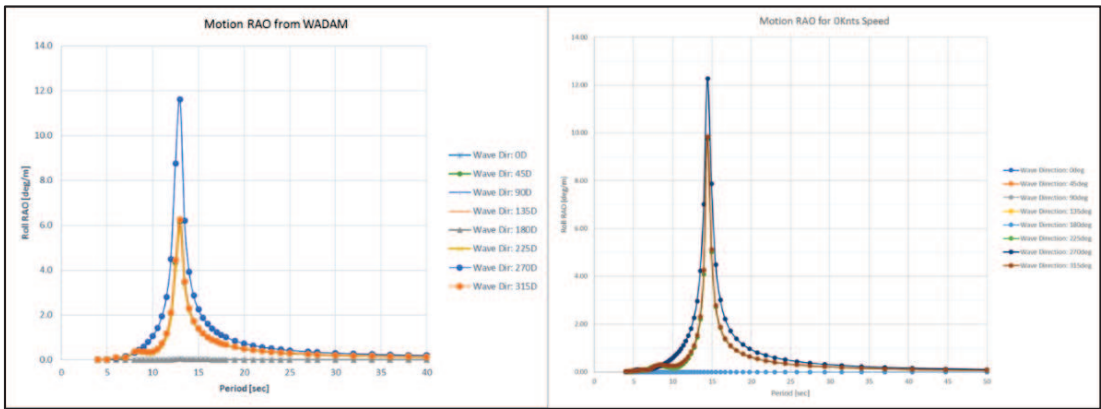 Motion RAO from WADAM
Roll RAO [deg/m]
14.0
12.0
10.0
8.0
6.0
4.0
2.0
0.0
0 5 10 15 20 25 30 35 40
Period [sec]
Wave Dir: 0D
Wave Dir: 45D
Wave Dir: 90D
Wave Dir: 135D
Wave Dir: 180D
Wave Dir: 225D
Wave Dir: 270D
Wave Dir: 315D
Motion RAO for 0Knts Speed
Roll RAO [deg/m]
14.00
12.00
10.00
8.00
6.00
4.00
2.00
0.00
0 5 10 15 20 25 30 35 40 45 50
Period [sec]
Wave Direction: 0deg
Wave Direction: 45deg
Wave Direction: 90deg
Wave Direction: 135deg
Wave Direction: 180deg
Wave Direction: 225deg
Wave Direction: 270deg
Wave Direction: 315deg